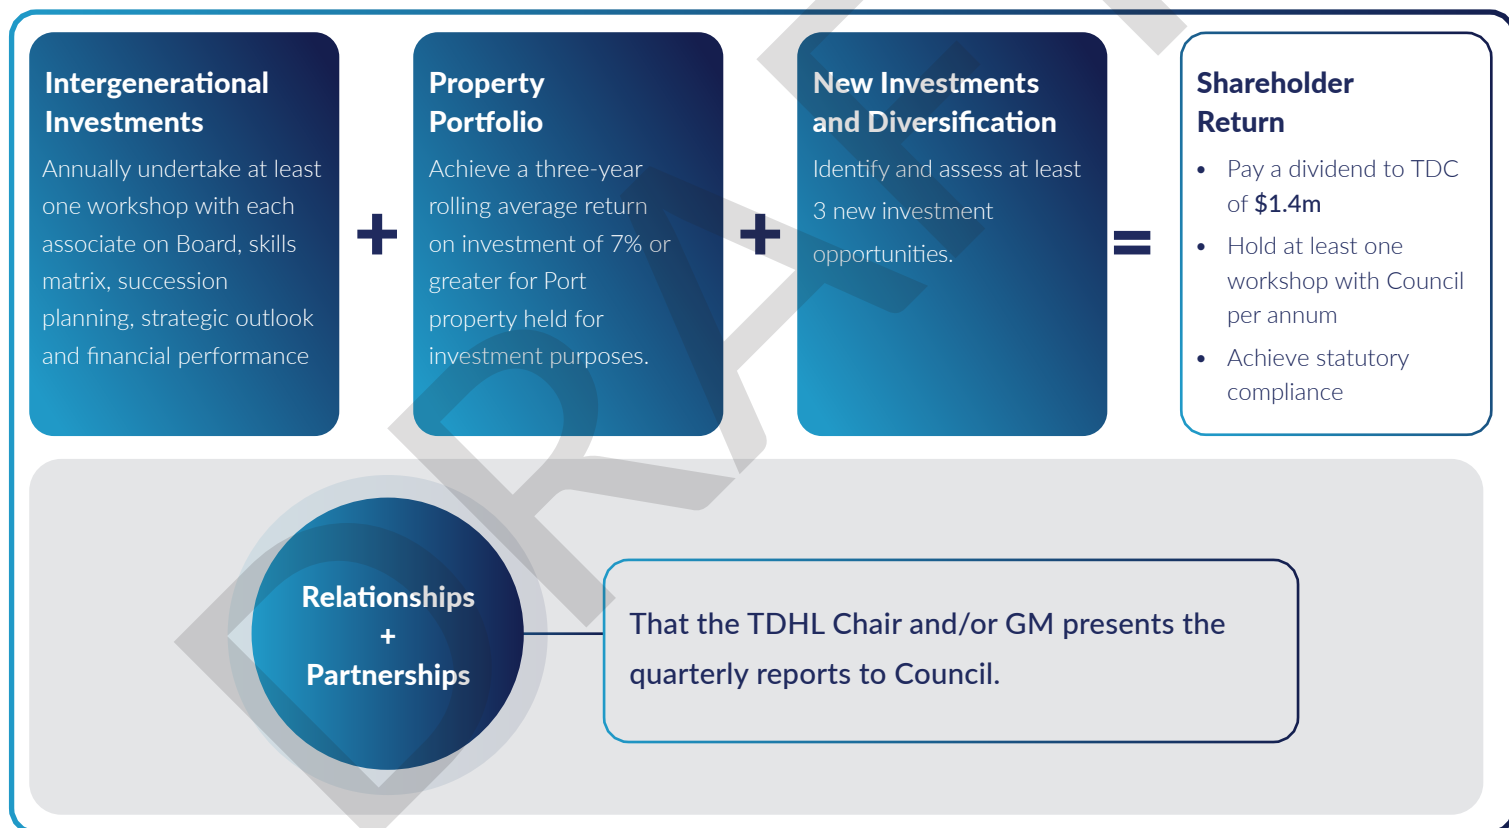 Intergenerational
Investments
Annually undertake at least
one workshop with each
associate on Board, skills
matrix, succession
planning, strategic outlook
and financial performance
+
Property
Portfolio
Achieve a three-year
rolling average return
on investment of 7% or
greater for Port
property held for
investment purposes.
+
New Investments
and Diversification
Identify and assess at least
3 new investment
opportunities.
=
Shareholder
Return
• Pay a dividend to TDC
of $1.4m
• Hold at least one
workshop with Council
per annum
• Achieve statutory
compliance
Relationships
+
Partnerships
That the TDHL Chair and/or GM presents the
quarterly reports to Council.
DRAFT